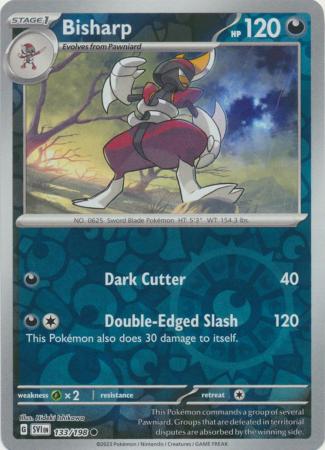 STAGE 1
Bisharp
HP 120
Evolves from Pawniard
NO. 0625 Sword Blade Pokémon HT: 5'3" WT: 154.3 lbs.
Dark Cutter 40
Double-Edged Slash 120
This Pokémon also does 30 damage to itself.
weakness ×2 resistance retreat
Illus. Hideki Ishikawa
G SVI EN 133/198
This Pokémon commands a group of several
Pawniard. Groups that are defeated in territorial
disputes are absorbed by the winning side.
©2023 Pokémon / Nintendo / Creatures / GAME FREAK